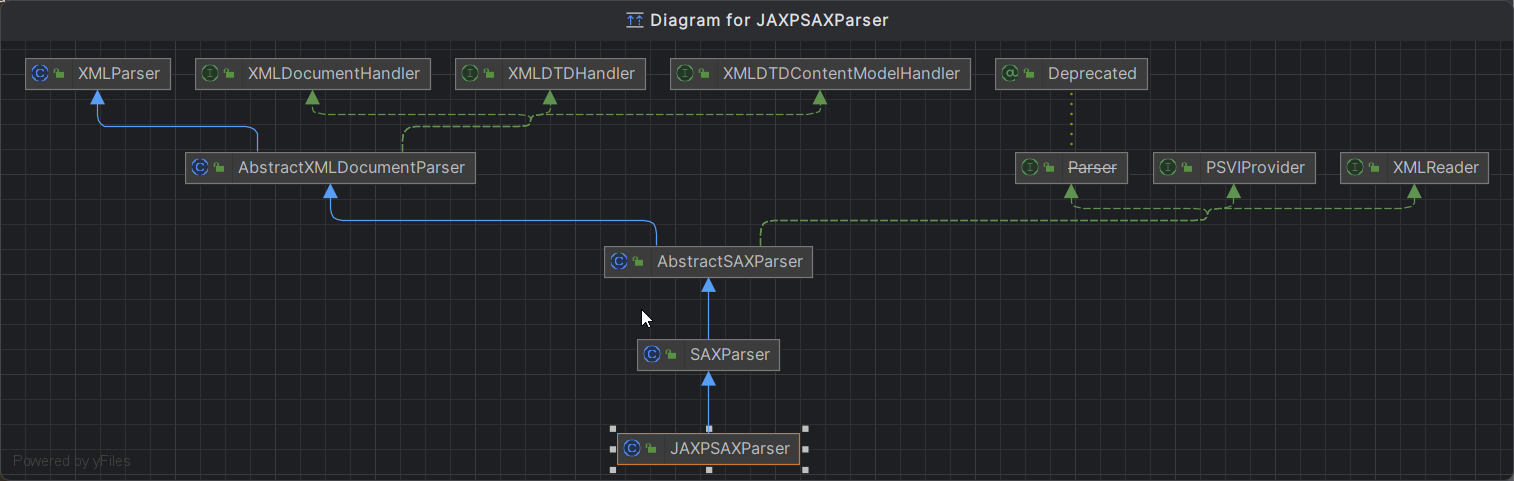 Diagram for JAXPSAXParser
C XMLParser
I XMLDocumentHandler
I XMLDTDHandler
I XMLDTDContentModelHandler
@ Deprecated
C AbstractXMLDocumentParser
I Parser
I PSVIProvider
I XMLReader
C AbstractSAXParser
C SAXParser
C JAXPSAXParser
Powered by yFiles